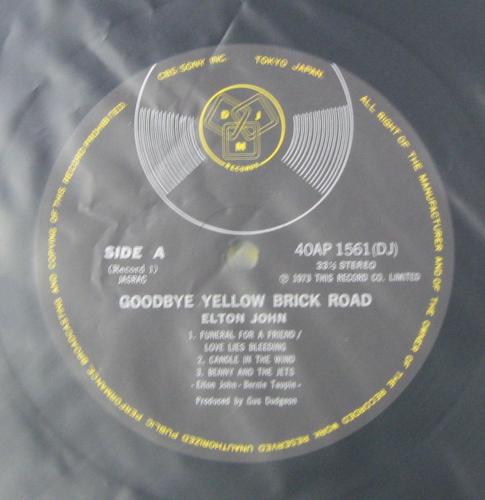 CBS/SONY INC. TOKYO JAPAN
ALL RIGHT OF THE MANUFACTURER AND OF THE OWNER OF THE RECORDED WORK RESERVED UNAUTHORIZED PUBLIC PERFORMANCE BROADCASTING AND COPYING OF THIS RECORD PROHIBITED
D J M
SIDE A
(Record 1)
JASRAC
40AP 1561(DJ)
33⅓ STEREO
Ⓟ 1973 THIS RECORD CO. LIMITED
GOODBYE YELLOW BRICK ROAD
ELTON JOHN
1. FUNERAL FOR A FRIEND/
LOVE LIES BLEEDING
2. CANDLE IN THE WIND
3. BENNY AND THE JETS
-Elton John-Bernie Taupin-
Produced by Gus Dudgeon